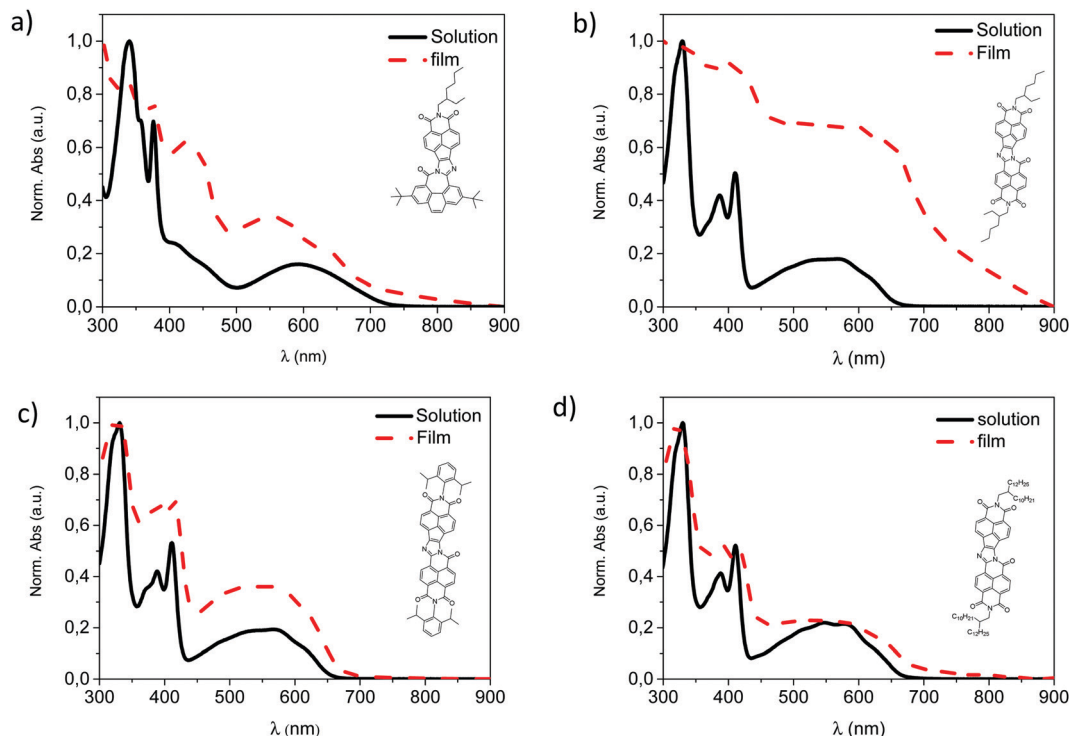 a)
Solution
film
Norm. Abs (a.u.)
1,0
0,8
0,6
0,4
0,2
0,0
300 400 500 600 700 800 900
λ (nm)
N
O O
O
N N
b)
Solution
Film
Norm. Abs (a.u.)
1,0
0,8
0,6
0,4
0,2
0,0
300 400 500 600 700 800 900
λ (nm)
O N O
N N O
O N O
c)
Solution
Film
Norm. Abs (a.u.)
1,0
0,8
0,6
0,4
0,2
0,0
300 400 500 600 700 800 900
λ (nm)
O N O
N N O
O N O
d)
solution
film
Norm. Abs (a.u.)
1,0
0,8
0,6
0,4
0,2
0,0
300 400 500 600 700 800 900
λ (nm)
C12H25
C10H21
O N O
N N O
O N O
C10H21
C12H25